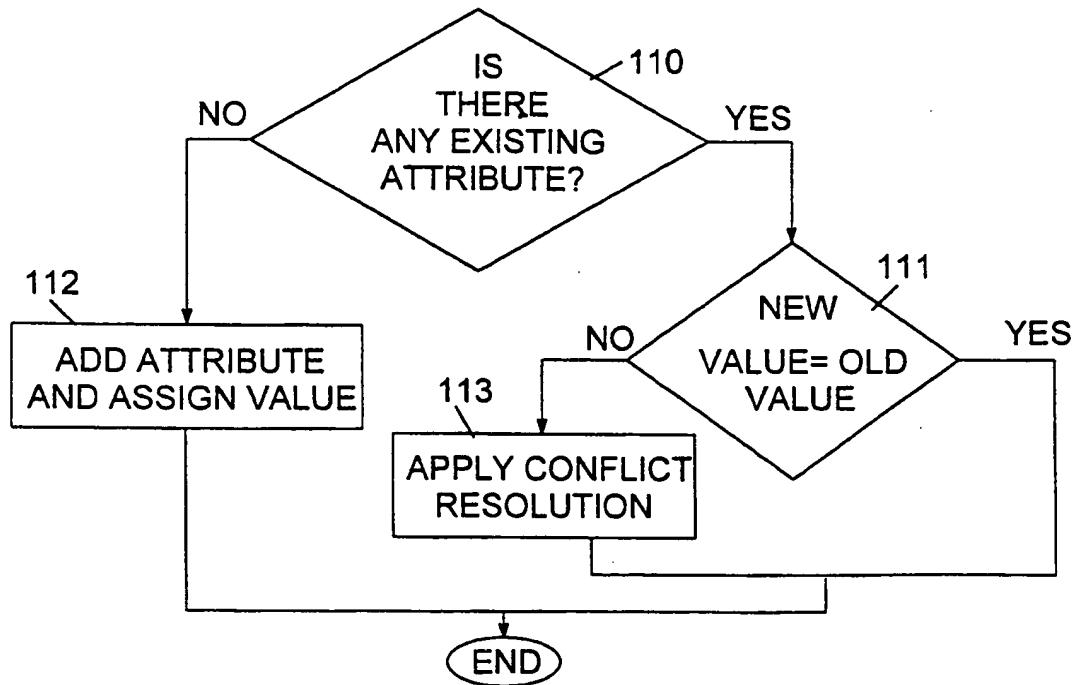 IS
THERE
ANY EXISTING
ATTRIBUTE?
110
NO
YES
112
ADD ATTRIBUTE
AND ASSIGN VALUE
111
NEW
VALUE= OLD
VALUE
NO
YES
113
APPLY CONFLICT
RESOLUTION
END